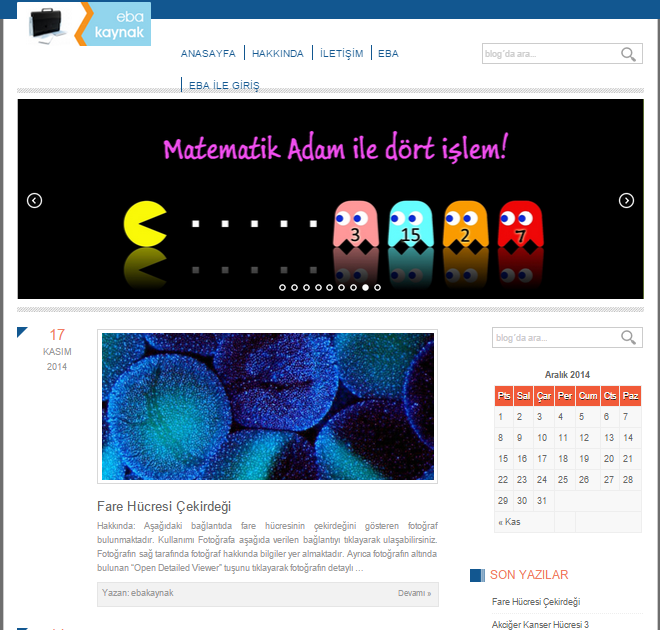 eba
kaynak
ANASAYFA
HAKKINDA
İLETİŞİM
EBA
blog'da ara...
EBA İLE GİRİŞ
Matematik Adam ile dört işlem!
3 15 2 7
17
KASIM
2014
Fare Hücresi Çekirdeği
Hakkında: Aşağıdaki bağlantıda fare hücresinin çekirdeğini gösteren fotoğraf
bulunmaktadır. Kullanımı Fotoğrafa aşağıda verilen bağlantıyı tıklayarak ulaşabilirsiniz.
Fotoğrafın sağ tarafında fotoğraf hakkında bilgiler yer almaktadır. Ayrıca fotoğrafın altında
bulunan "Open Detailed Viewer" tuşunu tıklayarak fotoğrafın detaylı ...
Yazan: ebakaynak
Devamı »
blog'da ara...
Aralık 2014
Pts Sal Çar Per Cum Cts Paz
1 2 3 4 5 6 7
8 9 10 11 12 13 14
15 16 17 18 19 20 21
22 23 24 25 26 27 28
29 30 31
« Kas
SON YAZILAR
Fare Hücresi Çekirdeği
Akciğer Kanser Hücresi 3